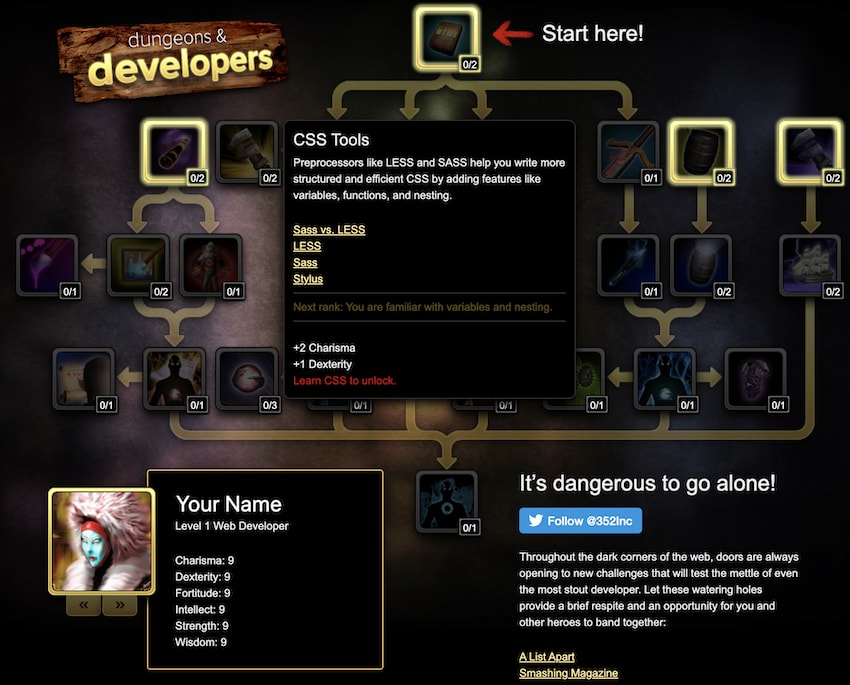 dungeons &
developers
Start here!
0/2
0/2
0/2
0/1
0/2
0/2
CSS Tools
Preprocessors like LESS and SASS help you write more
structured and efficient CSS by adding features like
variables, functions, and nesting.
Sass vs. LESS
LESS
Sass
Stylus
Next rank: You are familiar with variables and nesting.
+2 Charisma
+1 Dexterity
Learn CSS to unlock.
0/1
0/2
0/1
0/1
0/2
0/2
0/1
0/1
0/3
0/1
0/1
0/1
0/1
0/1
0/1
Your Name
Level 1 Web Developer
Charisma: 9
Dexterity: 9
Fortitude: 9
Intellect: 9
Strength: 9
Wisdom: 9
«
»
It’s dangerous to go alone!
Follow @352Inc
Throughout the dark corners of the web, doors are always
opening to new challenges that will test the mettle of even
the most stout developer. Let these watering holes
provide a brief respite and an opportunity for you and
other heroes to band together:
A List Apart
Smashing Magazine